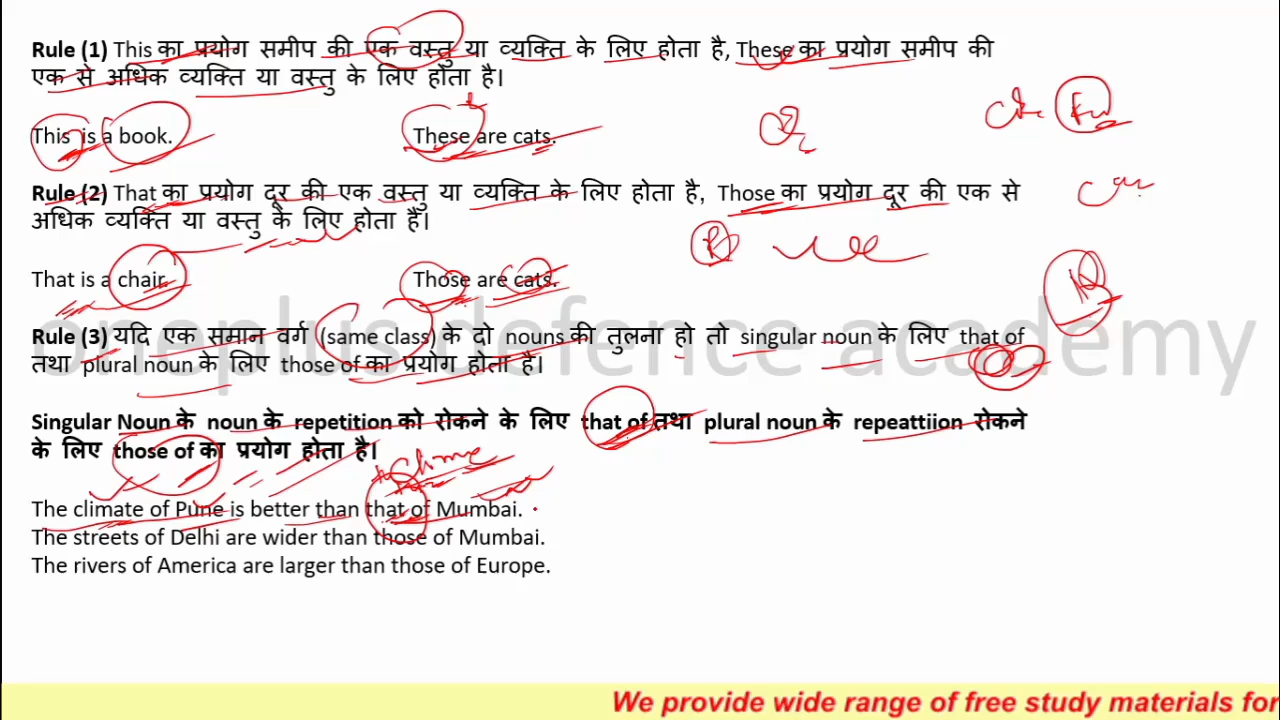 Rule (1) This का प्रयोग समीप की एक वस्तु या व्यक्ति के लिए होता है, These का प्रयोग समीप की
एक से अधिक व्यक्ति या वस्तु के लिए होता है।
This is a book. These are cats.
Rule (2) That का प्रयोग दूर की एक वस्तु या व्यक्ति के लिए होता है, Those का प्रयोग दूर की एक से
अधिक व्यक्ति या वस्तु के लिए होता है।
That is a chair. Those are cats.
Rule (3) यदि एक समान वर्ग (same class) के दो nouns की तुलना हो तो singular noun के लिए that of
तथा plural noun के लिए those of का प्रयोग होता है।
oneplus defence academy
Singular Noun के noun के repetition को रोकने के लिए that of तथा plural noun के repeattiion रोकने
के लिए those of का प्रयोग होता है।
The climate of Pune is better than that of Mumbai.
The streets of Delhi are wider than those of Mumbai.
The rivers of America are larger than those of Europe.
We provide wide range of free study materials for